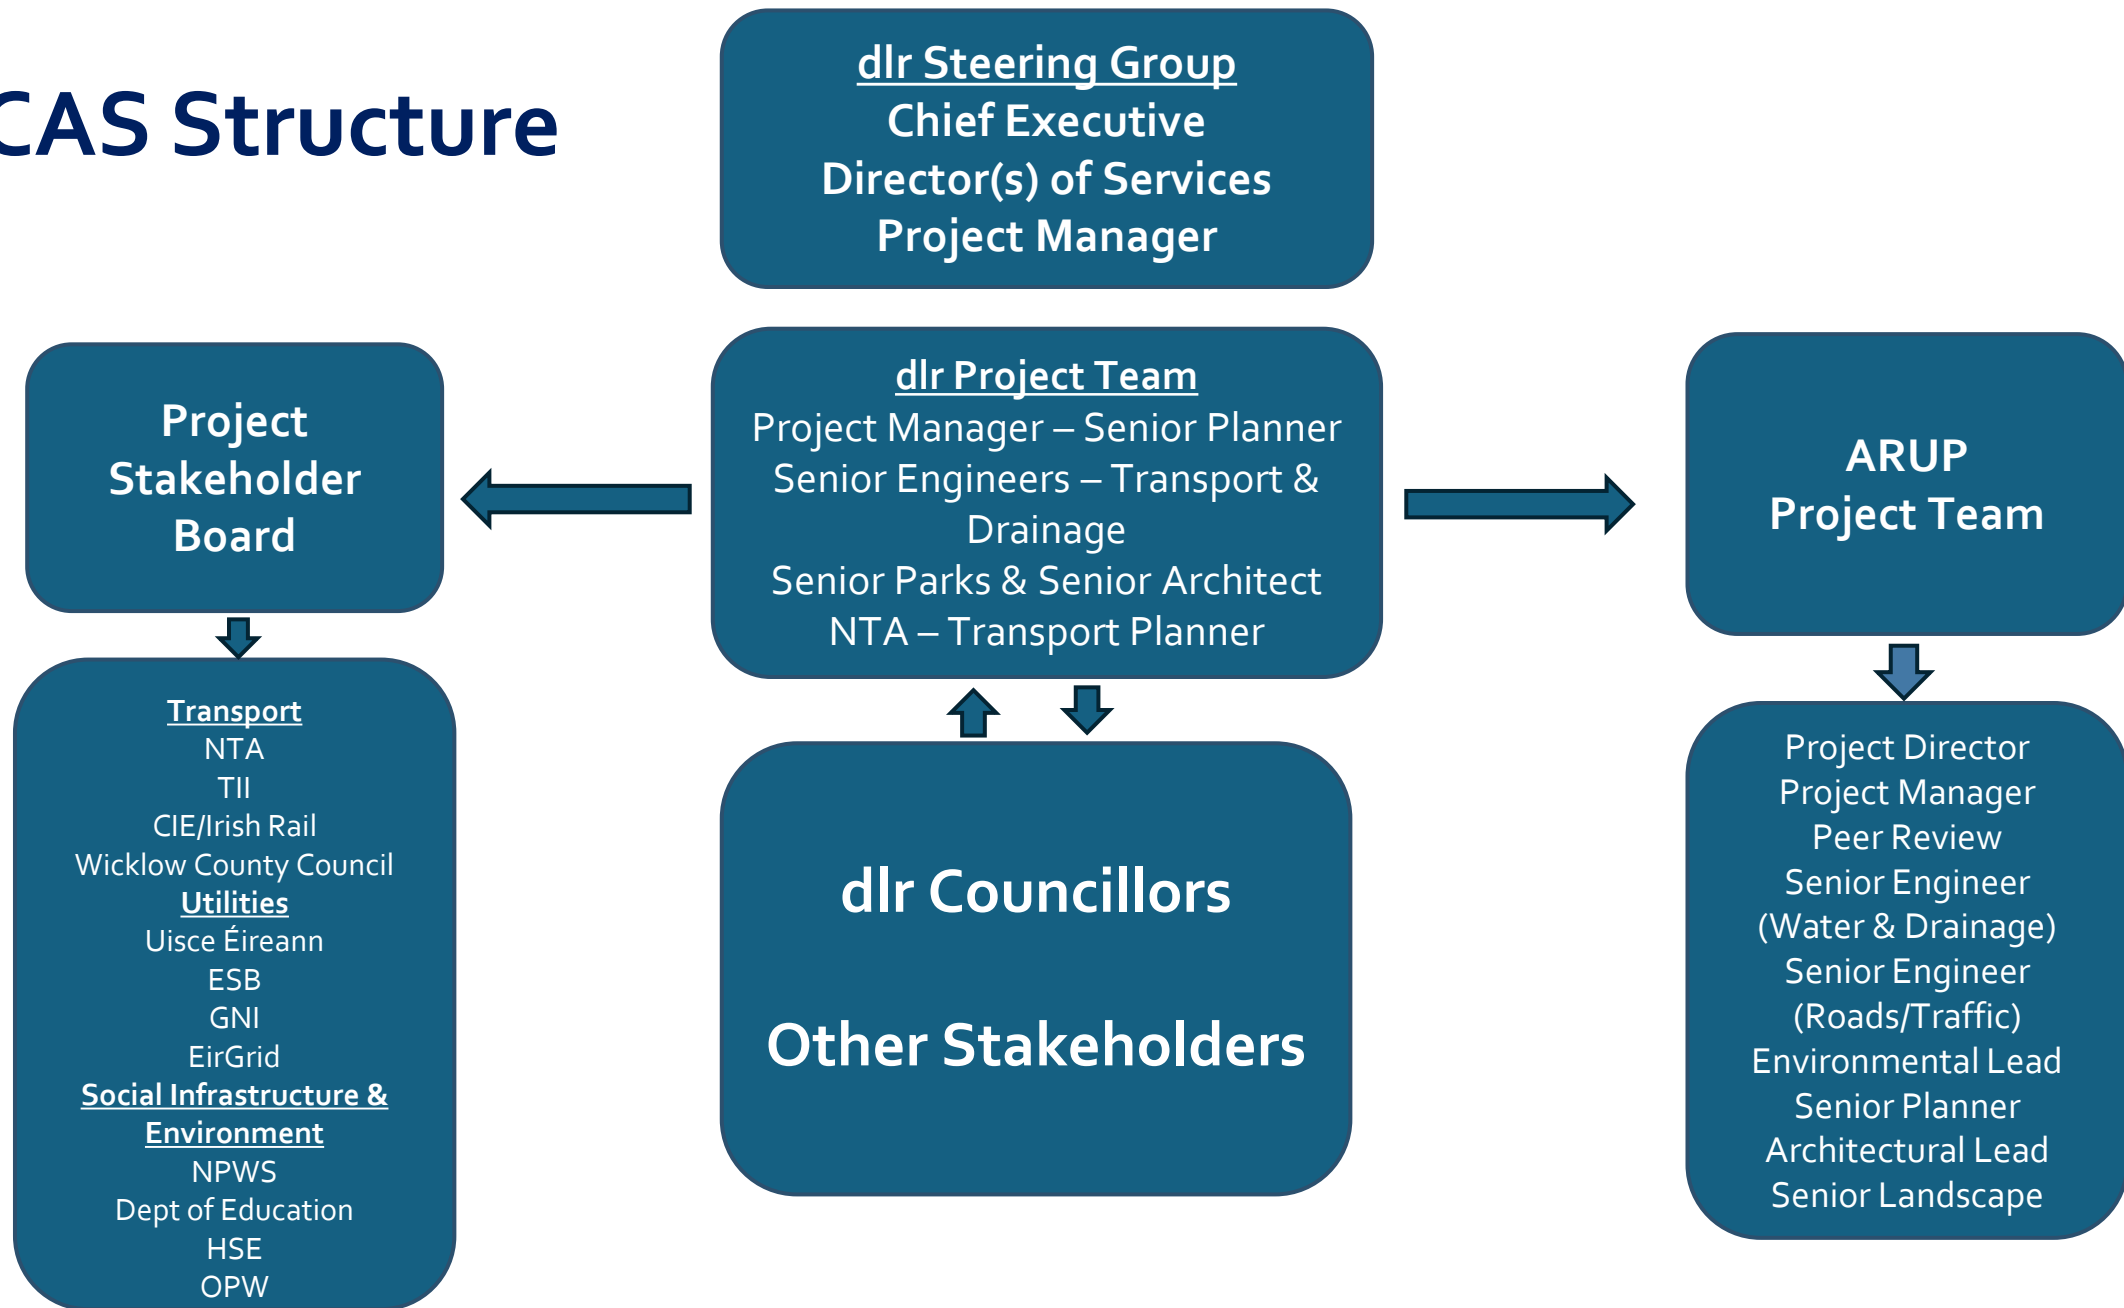 CAS Structure
dlr Steering Group
Chief Executive
Director(s) of Services
Project Manager
Project
Stakeholder
Board
dlr Project Team
Project Manager – Senior Planner
Senior Engineers – Transport &
Drainage
Senior Parks & Senior Architect
NTA – Transport Planner
ARUP
Project Team
Transport
NTA
TII
CIE/Irish Rail
Wicklow County Council
Utilities
Uisce Éireann
ESB
GNI
EirGrid
Social Infrastructure &
Environment
NPWS
Dept of Education
HSE
OPW
dlr Councillors
Other Stakeholders
Project Director
Project Manager
Peer Review
Senior Engineer
(Water & Drainage)
Senior Engineer
(Roads/Traffic)
Environmental Lead
Senior Planner
Architectural Lead
Senior Landscape